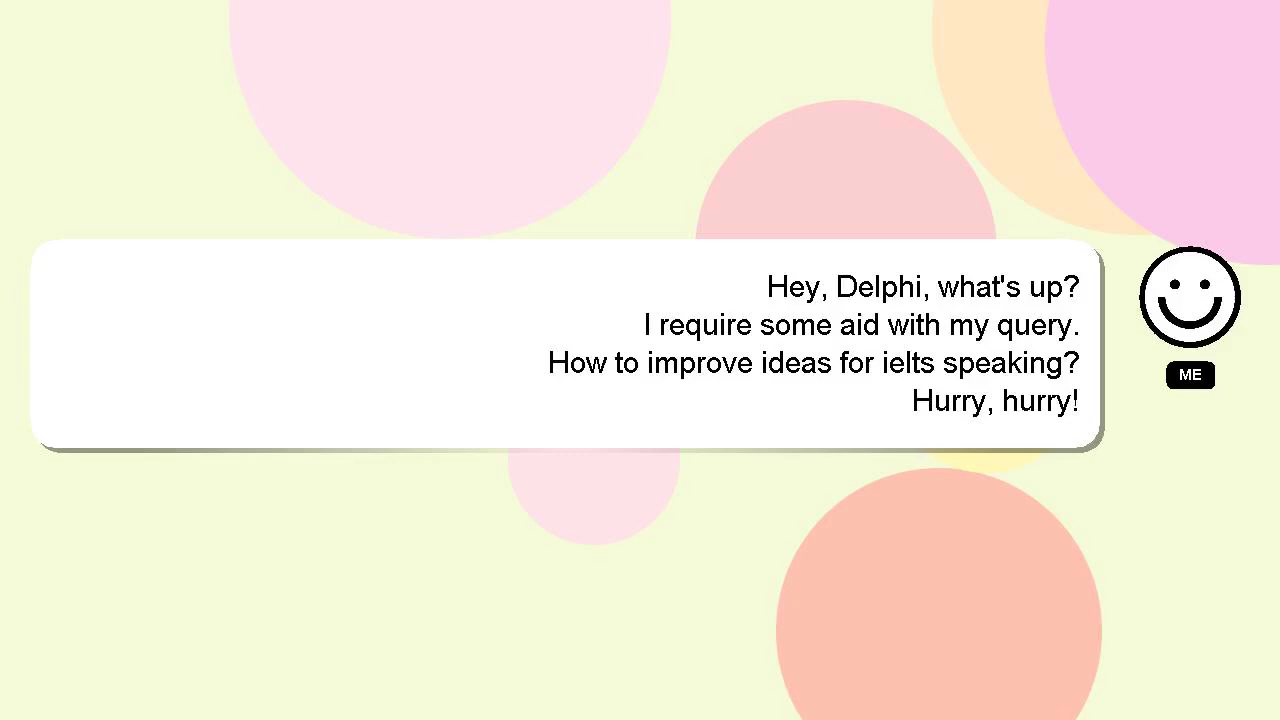 Hey, Delphi, what's up?
I require some aid with my query.
How to improve ideas for ielts speaking?
Hurry, hurry!
ME